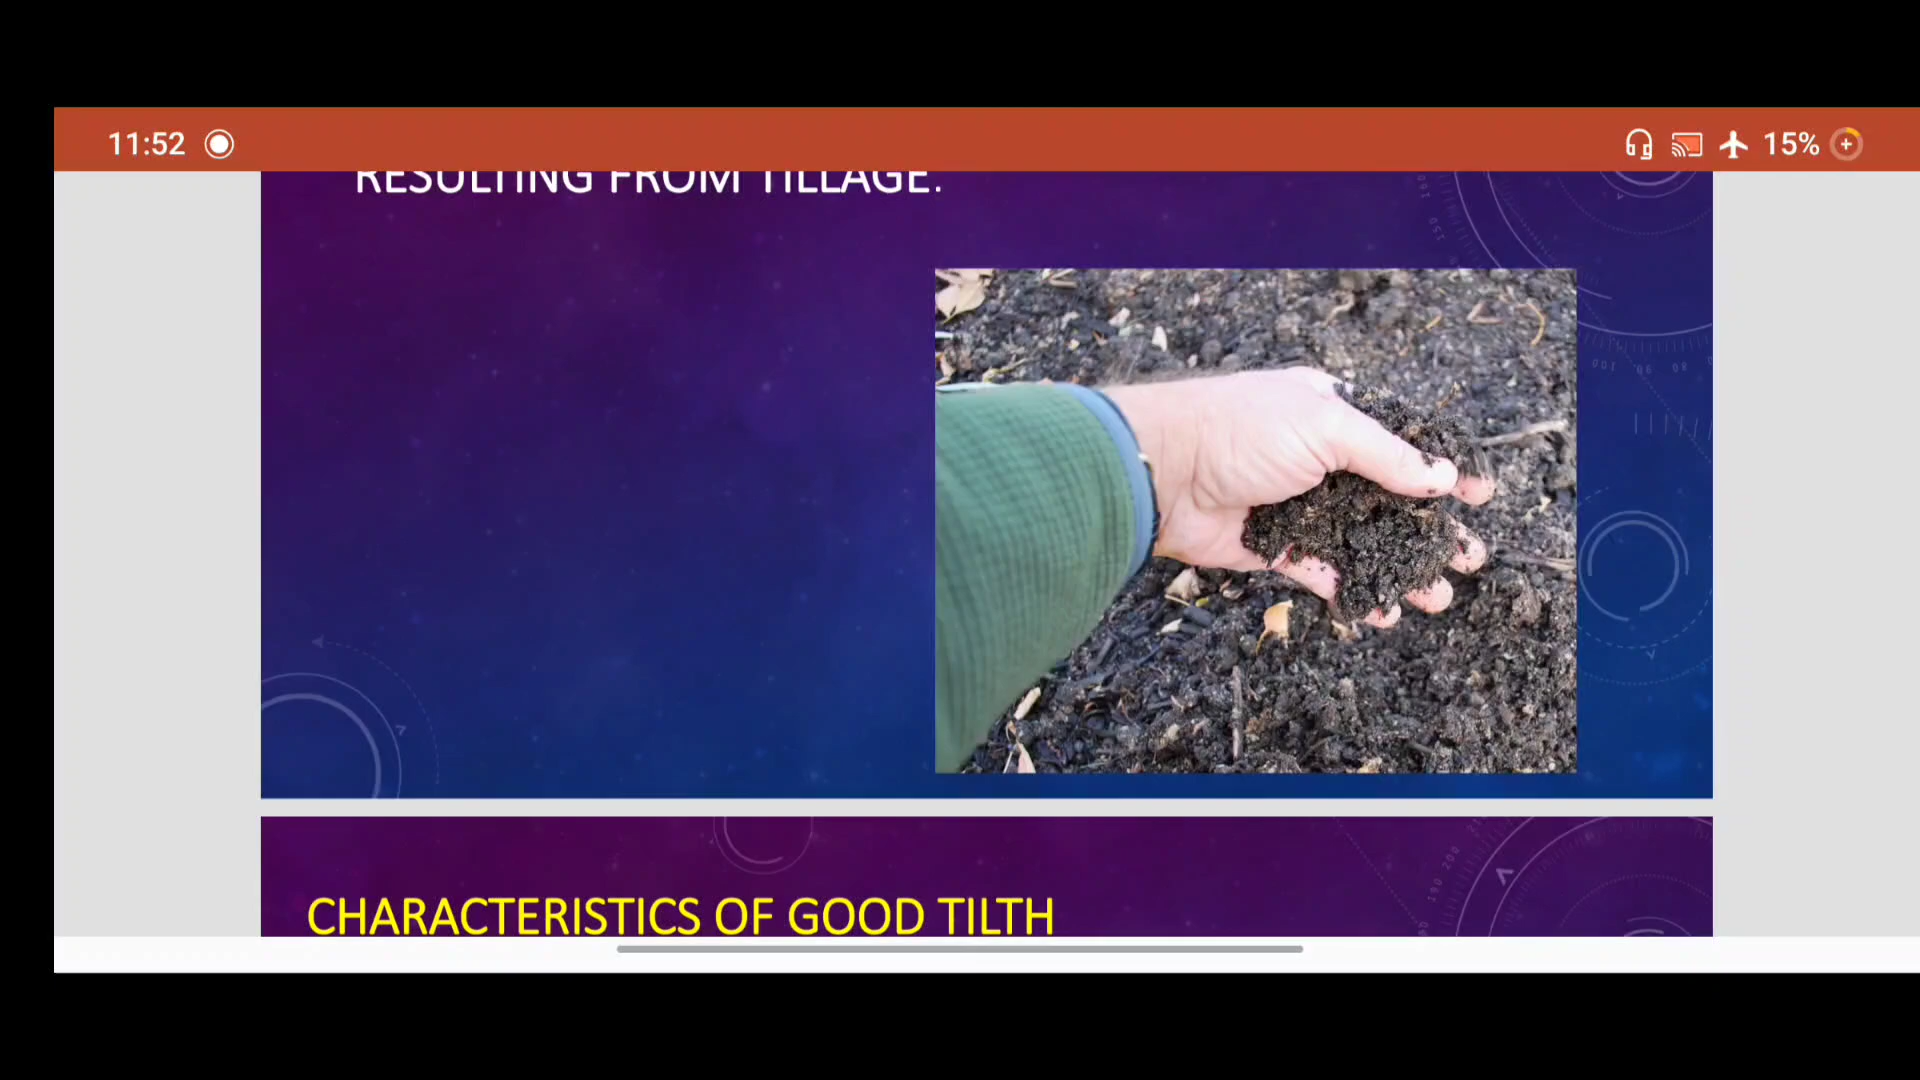 11:52 15%
RESULTING FROM TILLAGE.
CHARACTERISTICS OF GOOD TILTH